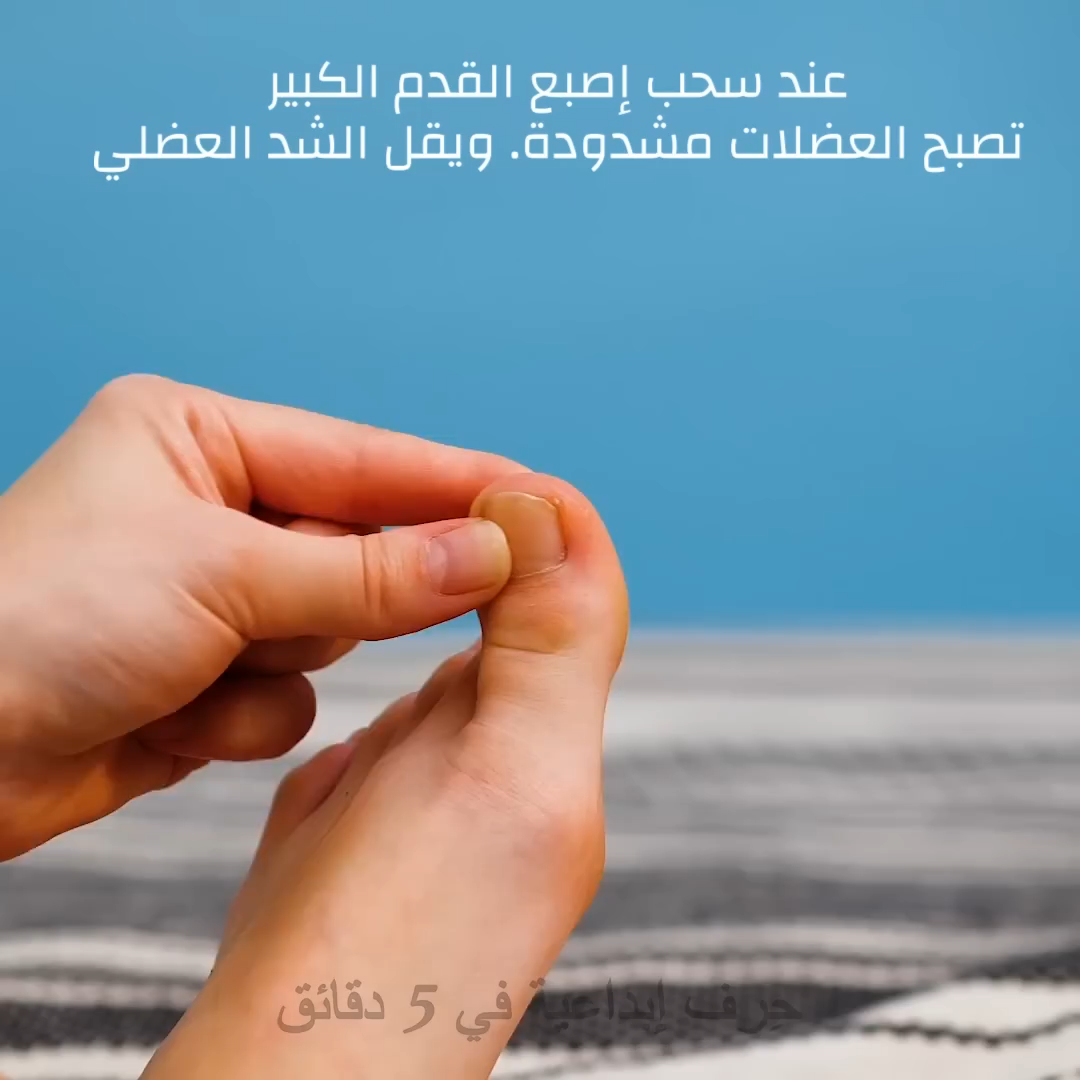 عند سحب إصبع القدم الكبير
تصبح العضلات مشدودة. ويقل الشد العضلي
حِرف إبداعية في 5 دقائق